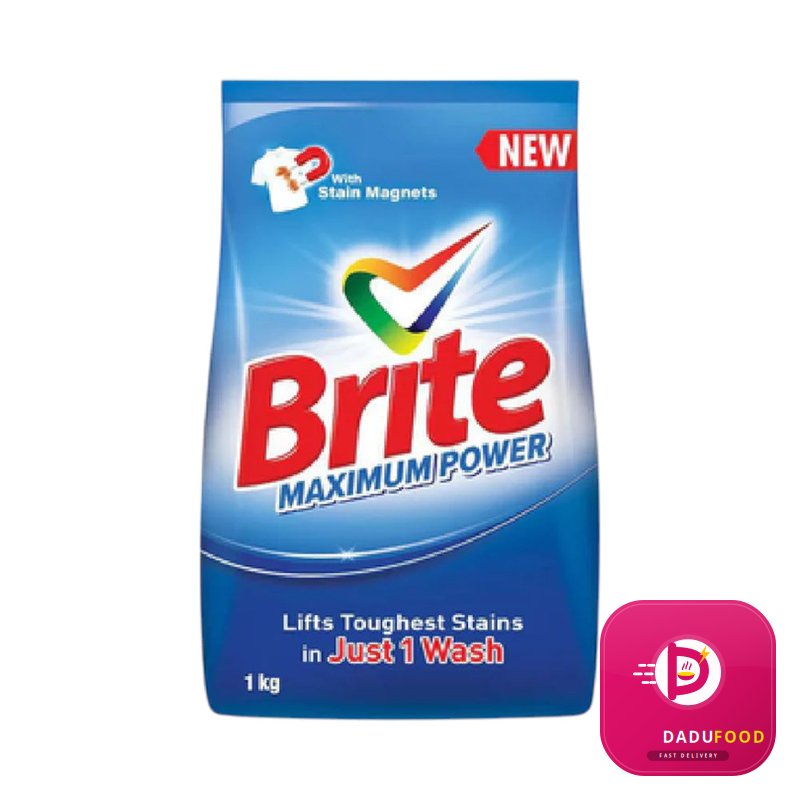 NEW
With
Stain Magnets
Brite
MAXIMUM POWER
Lifts Toughest Stains
in Just 1 Wash
1 kg
DADUFOOD
FAST DELIVERY